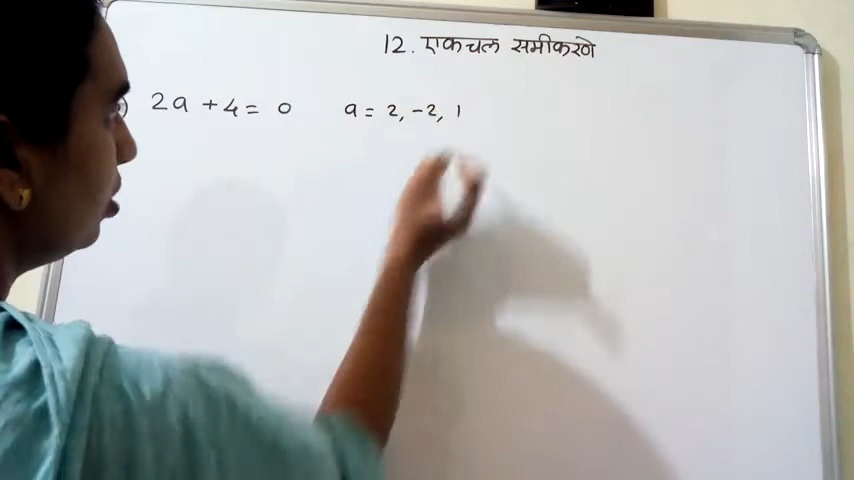 12. एकचल समीकरणे
) 2a + 4 = 0 a = 2, -2, 1